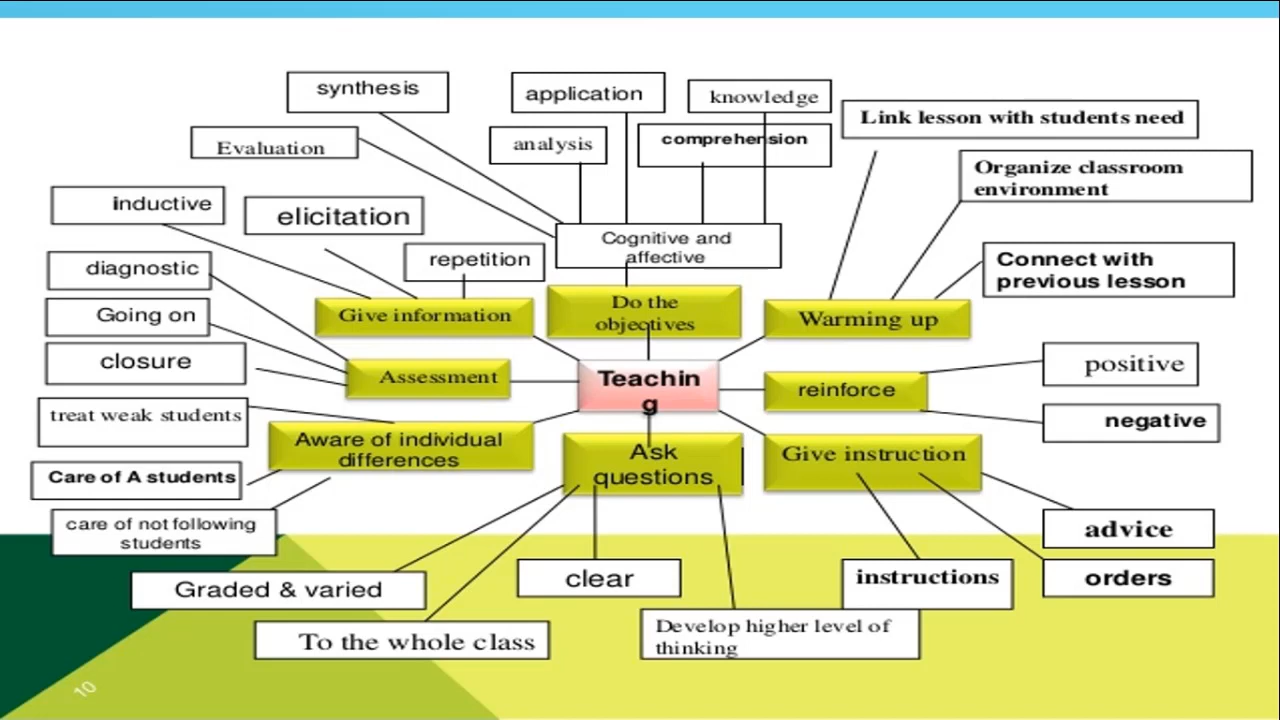 synthesis
application
knowledge
Link lesson with students need
Evaluation
analysis
comprehension
Organize classroom
environment
inductive
elicitation
repetition
Cognitive and
affective
Connect with
previous lesson
diagnostic
Going on
Give information
Do the
objectives
Warming up
closure
Assessment
Teachin
g
reinforce
positive
negative
treat weak students
Aware of individual
differences
Ask
questions
Give instruction
Care of A students
care of not following
students
advice
Graded & varied
clear
instructions
orders
To the whole class
Develop higher level of
thinking
10